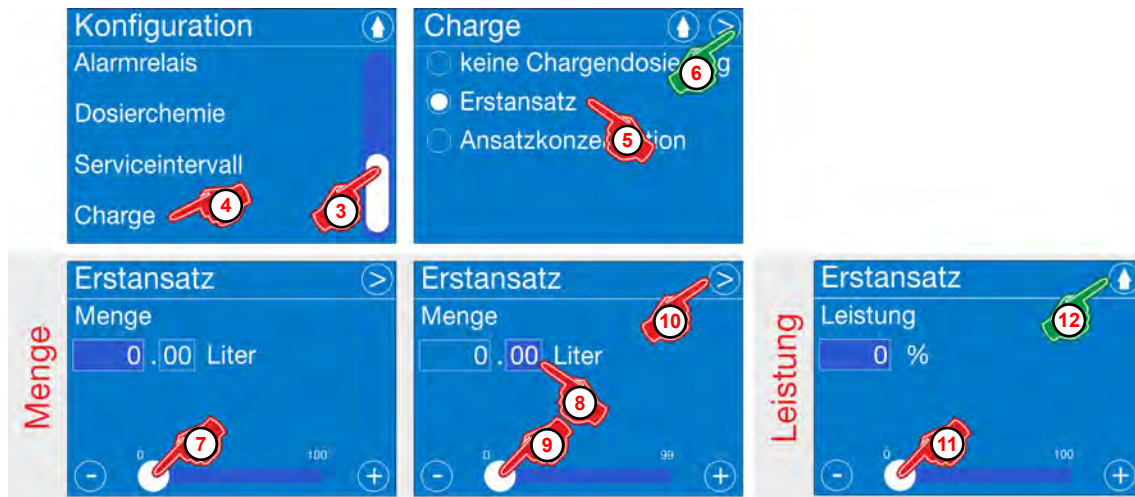 Konfiguration
Alarmrelais
Dosierchemie
Serviceintervall
Charge
4
3
Charge
>
keine Chargendosie g
6
Erstansatz
5
Ansatzkonze tion
Menge
Erstansatz
>
Menge
0 . 00 Liter
7
0 100
- +
Erstansatz
>
Menge
10
0 . 00 Liter
8
9
0 99
- +
Leistung
Erstansatz
Leistung
12
0 %
11
0 100
- +